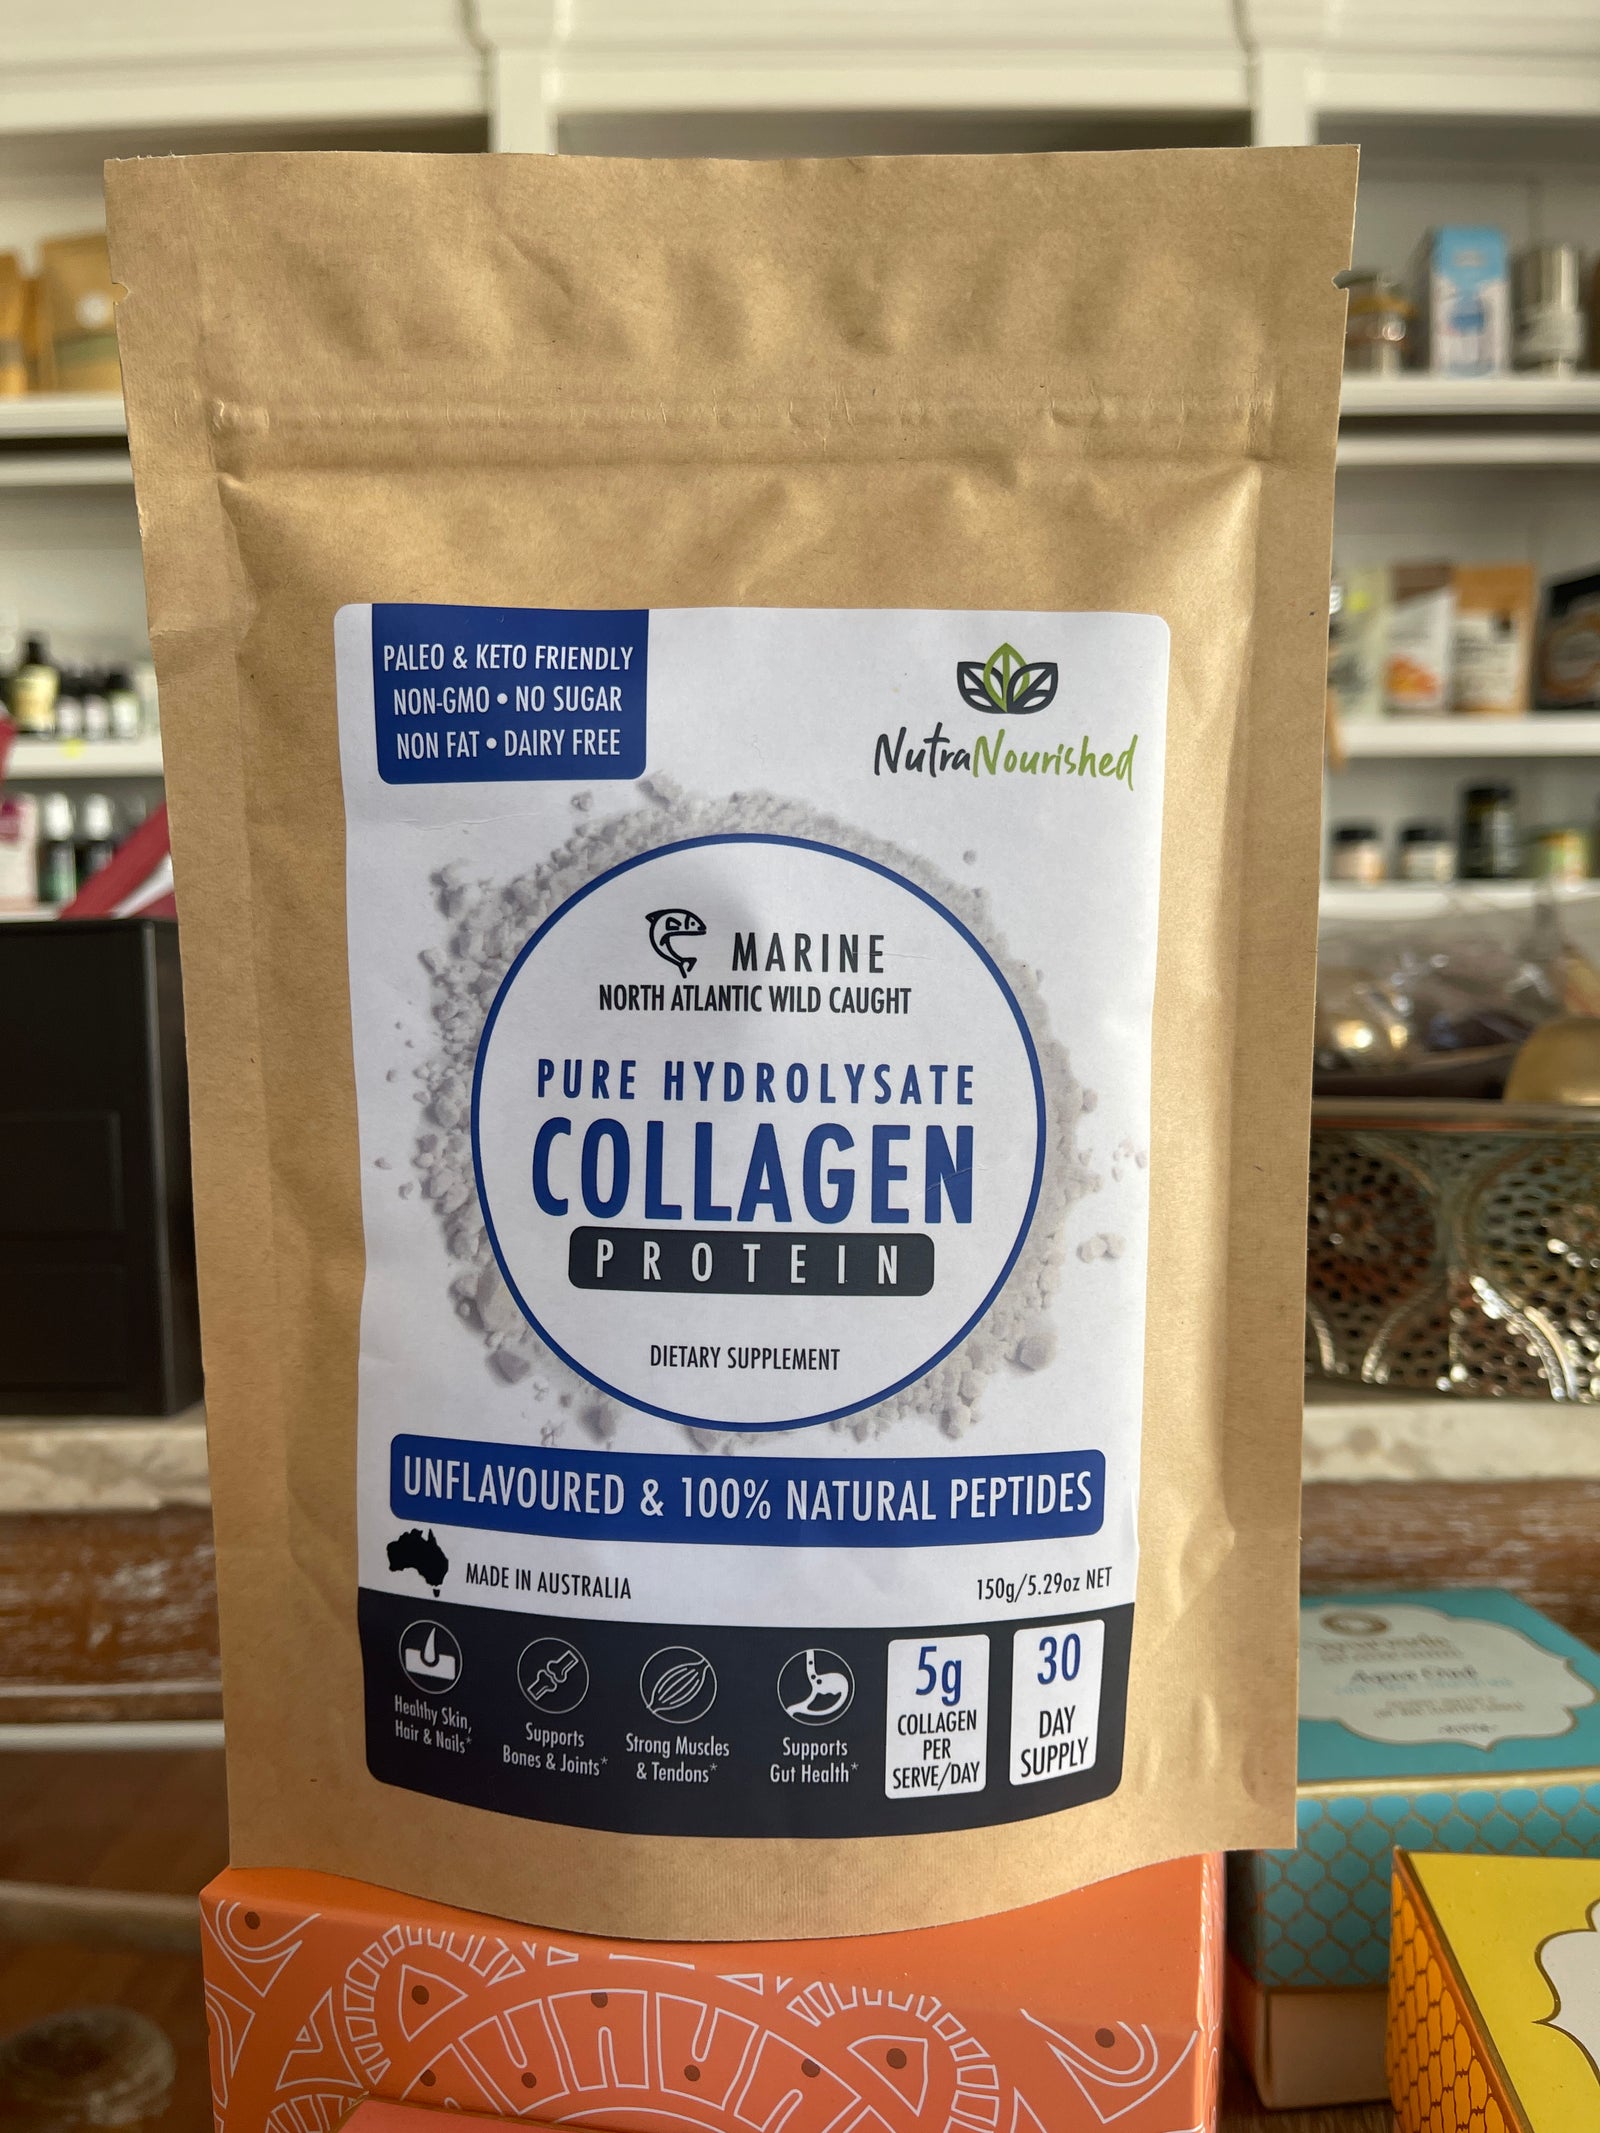 PALEO & KETO FRIENDLY
NON-GMO • NO SUGAR
NON FAT • DAIRY FREE
NutraNourished
MARINE
NORTH ATLANTIC WILD CAUGHT
PURE HYDROLYSATE
COLLAGEN
PROTEIN
DIETARY SUPPLEMENT
UNFLAVOURED & 100% NATURAL PEPTIDES
MADE IN AUSTRALIA
150g/5.29oz NET
Healthy Skin,
Hair & Nails*
Supports
Bones & Joints*
Strong Muscles
& Tendons*
Supports
Gut Health*
5g
COLLAGEN
PER
SERVE/DAY
30
DAY
SUPPLY